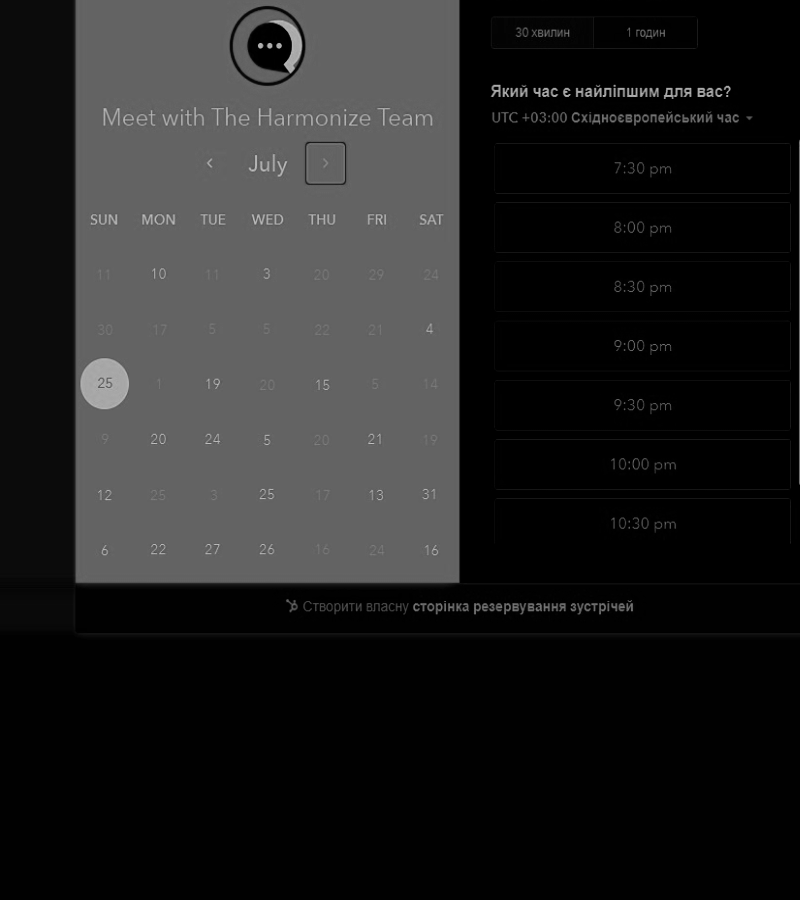 Meet with The Harmonize Team
July
SUN MON TUE WED THU FRI SAT
11 10 11 3 20 29 24
30 17 5 5 22 21 4
25 1 19 20 15 5 14
9 20 24 5 20 21 19
12 25 3 25 17 13 31
6 22 27 26 16 24 16
30 хвилин 1 годин
Який час є найліпшим для вас?
UTC +03:00 Східноєвропейський час
7:30 pm
8:00 pm
8:30 pm
9:00 pm
9:30 pm
10:00 pm
10:30 pm
Створити власну сторінка резервування зустрічей